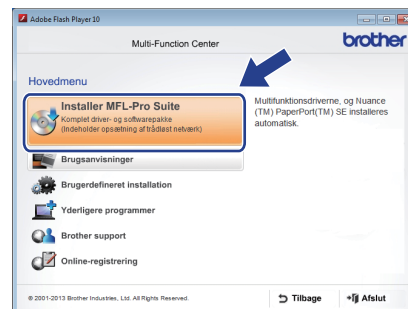 Adobe Flash Player 10
Multi-Function Center
brother
Hovedmenu
Installer MFL-Pro Suite
Komplet driver- og softwarepakke
(Indeholder opsætning af trådløst netværk)
Multifunktionsdriverne, og Nuance
(TM) PaperPort(TM) SE installeres
automatisk.
Brugsanvisninger
Brugerdefineret installation
Yderligere programmer
Brother support
Online-registrering
© 2001-2013 Brother Industries, Ltd. All Rights Reserved.
Tilbage
Afslut